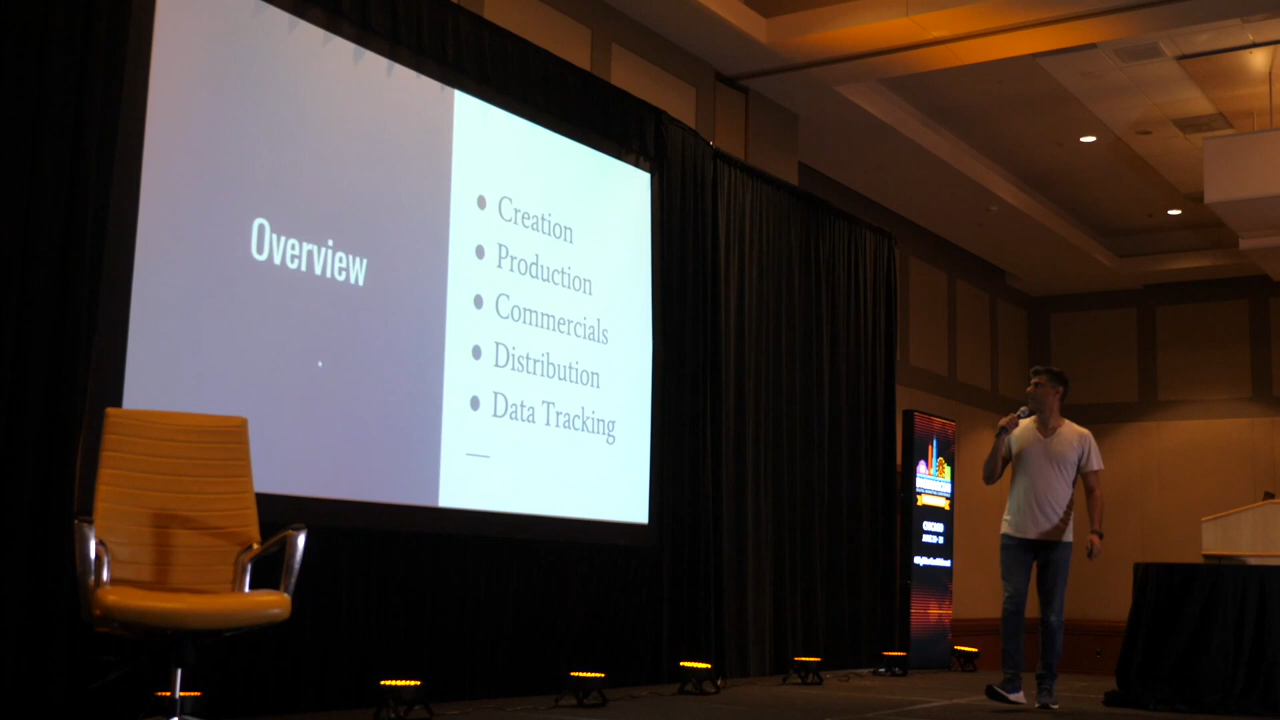 Overview
Creation
Production
Commercials
Distribution
Data Tracking
CHICAGO